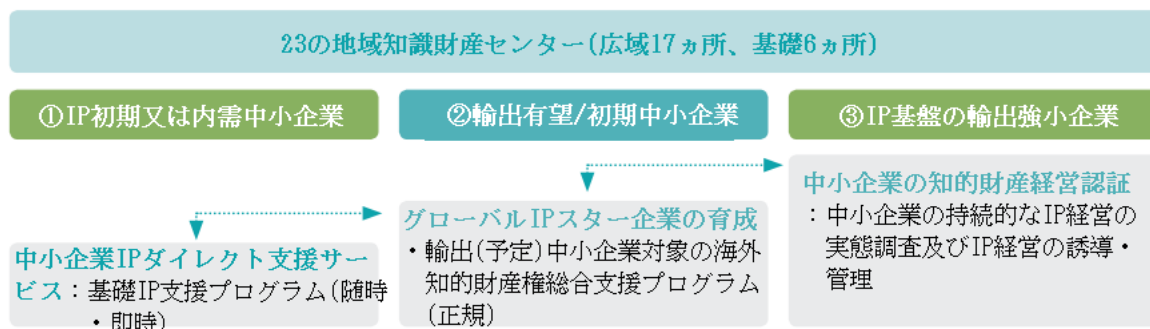 23の地域知識財産センター(広域17ヵ所、基礎6ヵ所)
①IP初期又は内需中小企業
②輸出有望/初期中小企業
③IP基盤の輸出強小企業
中小企業IPダイレクト支援サー
ビス：基礎IP支援プログラム(随時
・即時)
グローバルIPスター企業の育成
・輸出(予定)中小企業対象の海外
知的財産権総合支援プログラム
(正規)
中小企業の知的財産経営認証
：中小企業の持続的なIP経営の
実態調査及びIP経営の誘導・
管理